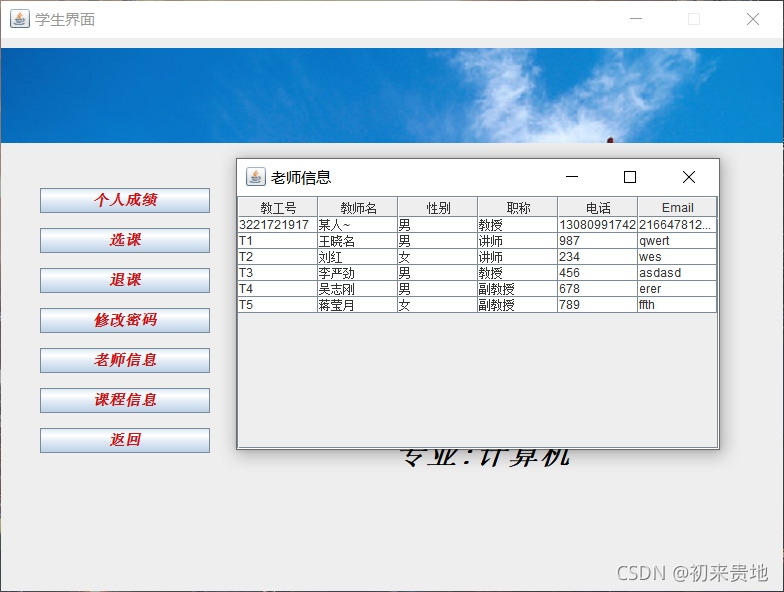 学生界面
老师信息
教工号 教师名 性别 职称 电话 Email
3221721917 某人~ 男 教授 13080991742 216647812...
T1 王晓名 男 讲师 987 qwert
T2 刘红 女 讲师 234 wes
T3 李严劲 男 教授 456 asdasd
T4 吴志刚 男 副教授 678 erer
T5 蒋莹月 女 副教授 789 ffth
个人成绩
选课
退课
修改密码
老师信息
课程信息
返回
专业:计算机
CSDN @初来贵地